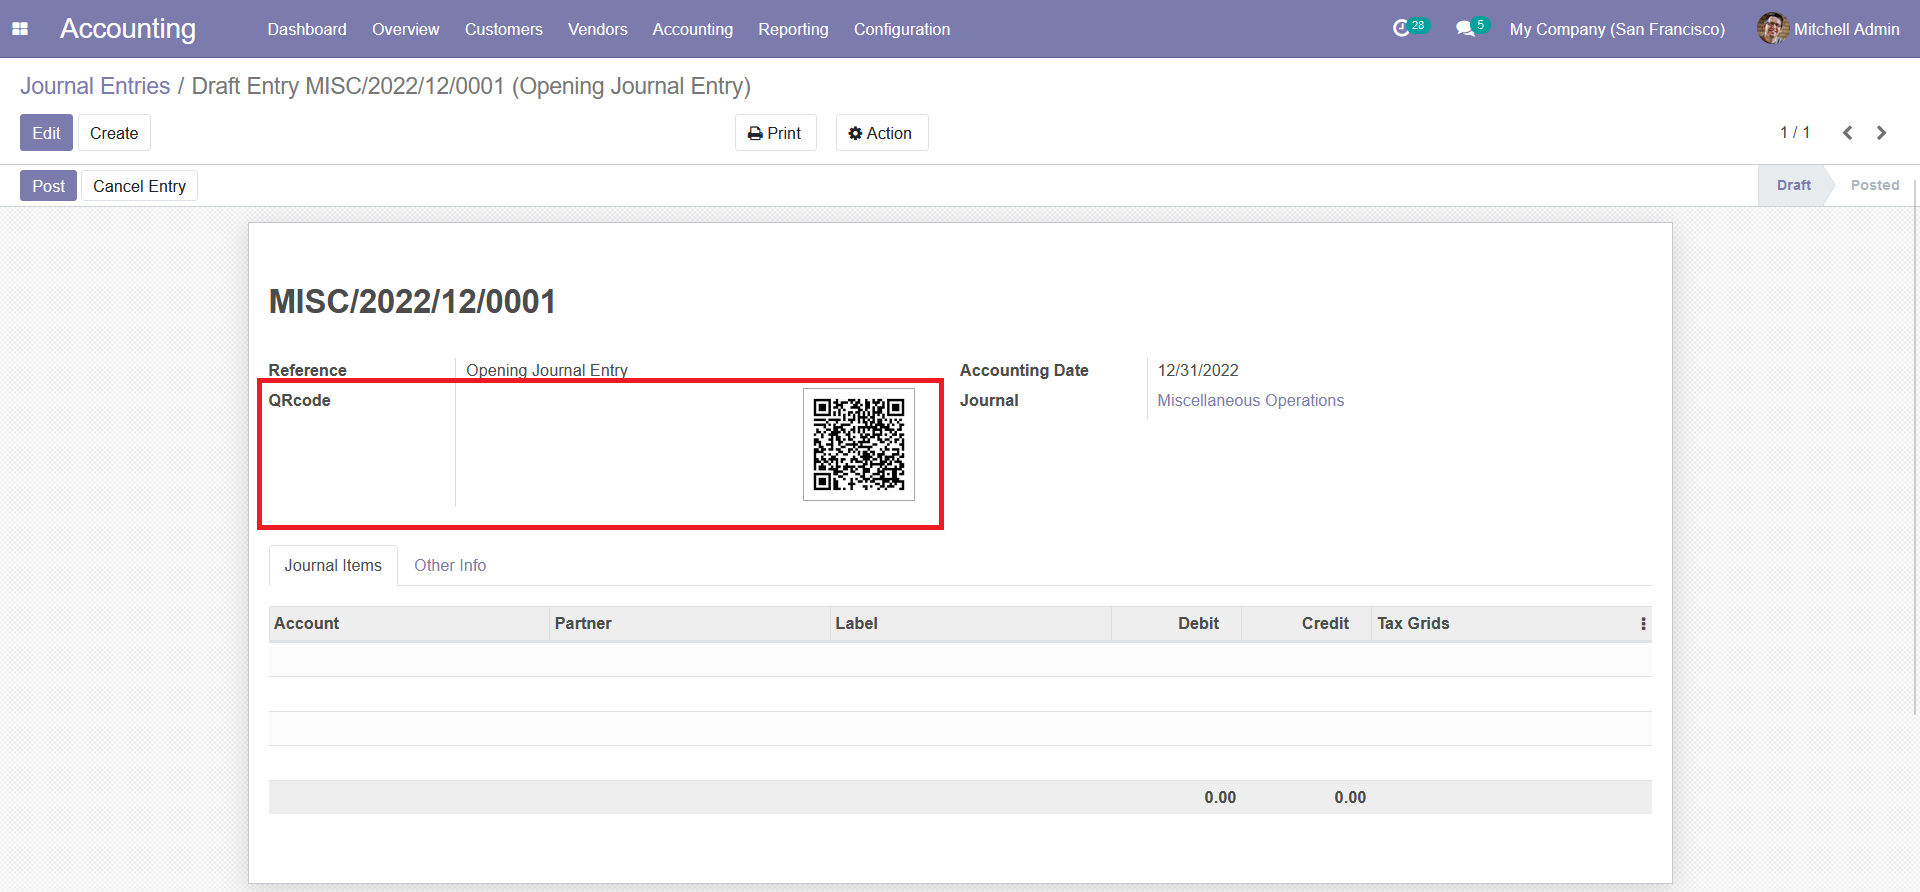 Accounting Dashboard Overview Customers Vendors Accounting Reporting Configuration 28 5 My Company (San Francisco) Mitchell Admin
Journal Entries / Draft Entry MISC/2022/12/0001 (Opening Journal Entry)
Edit Create Print Action 1 / 1
Post Cancel Entry Draft Posted
MISC/2022/12/0001
Reference Opening Journal Entry Accounting Date 12/31/2022
QRcode Journal Miscellaneous Operations
Journal Items Other Info
Account Partner Label Debit Credit Tax Grids
0.00 0.00